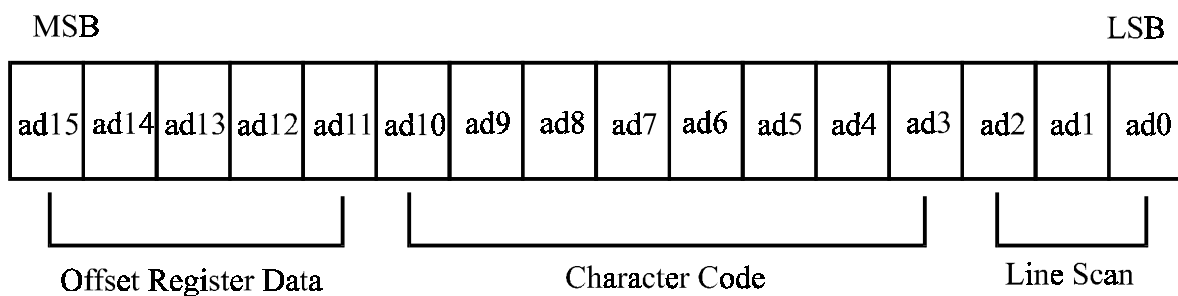 MSB LSB
ad15 ad14 ad13 ad12 ad11 ad10 ad9 ad8 ad7 ad6 ad5 ad4 ad3 ad2 ad1 ad0
Offset Register Data Character Code Line Scan